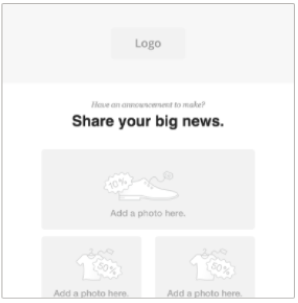 Logo
Have an announcement to make?
Share your big news.
10%
Add a photo here.
50%
50%
Add a photo here.
Add a photo here.